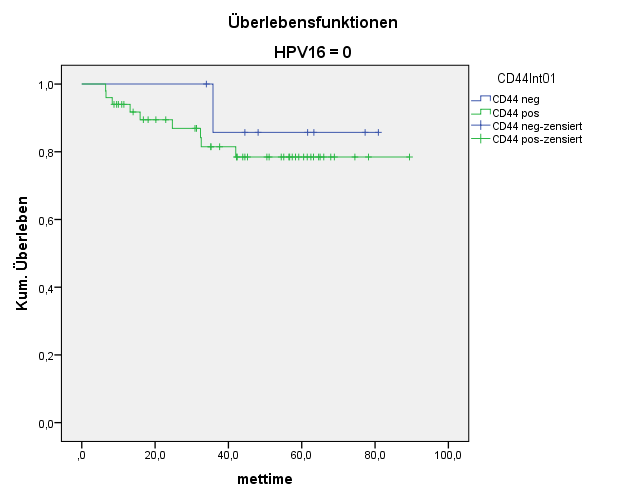 Überlebensfunktionen
HPV16 = 0
CD44Int01
CD44 neg
CD44 pos
CD44 neg-zensiert
CD44 pos-zensiert
Kum. Überleben
1,0
0,8
0,6
0,4
0,2
0,0
,0 20,0 40,0 60,0 80,0 100,0
mettime